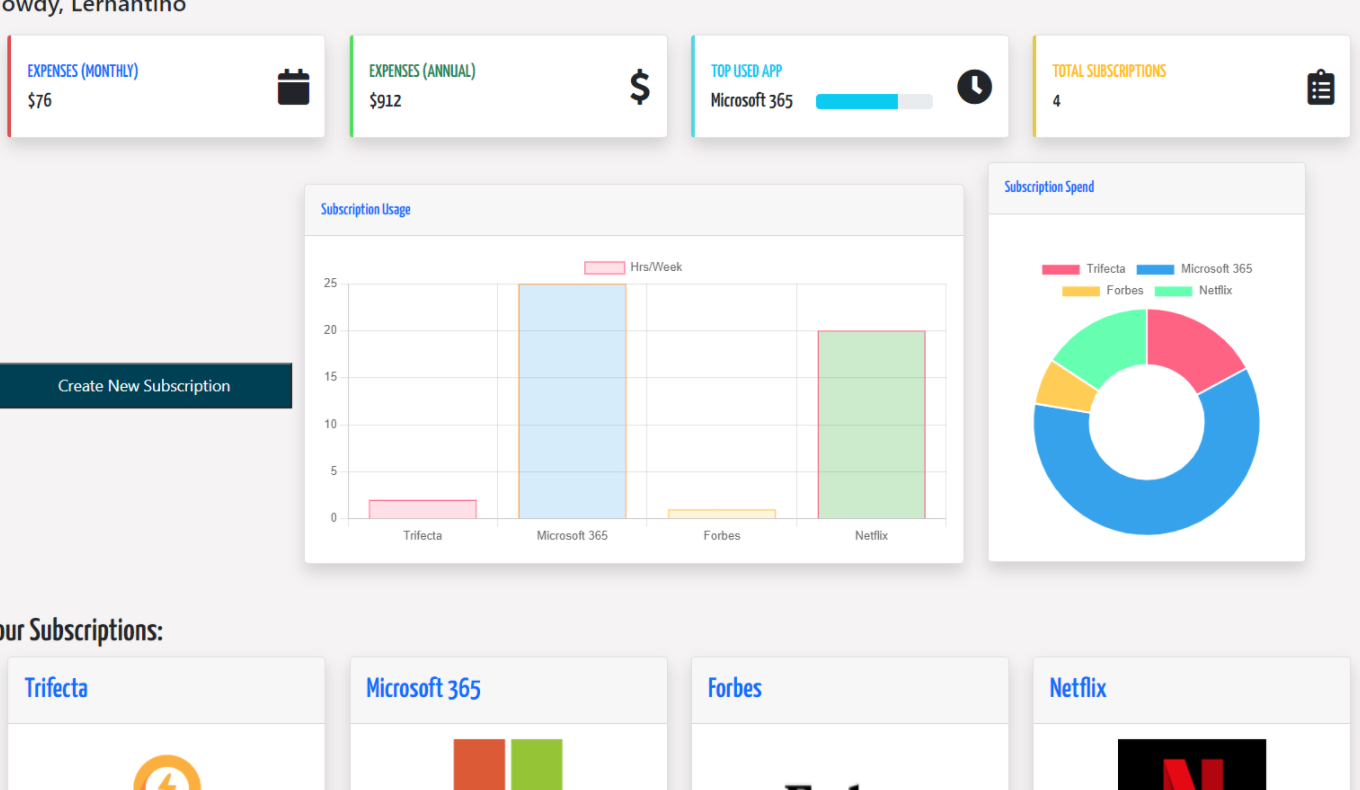 owdy, Lernantino
EXPENSES (MONTHLY)
$76
EXPENSES (ANNUAL)
$912
TOP USED APP
Microsoft 365
TOTAL SUBSCRIPTIONS
4
Create New Subscription
Subscription Usage
Hrs/Week
25
20
15
10
5
0
Trifecta
Microsoft 365
Forbes
Netflix
Subscription Spend
Trifecta
Microsoft 365
Forbes
Netflix
our Subscriptions:
Trifecta
Microsoft 365
Forbes
Netflix